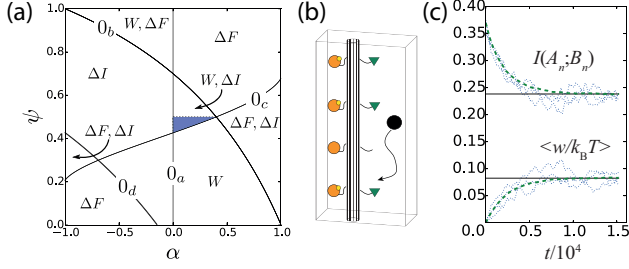 (a)
1.0
0.8
0.6
0.4
0.2
0.0
ψ
-1.0
-0.5
0.0
0.5
1.0
α
0_b
W, ΔF
ΔF
ΔI
W, ΔI
0_c
ΔF, ΔI
ΔF, ΔI
0_d
0_a
W
ΔF
(b)
(c)
0.40
0.35
0.30
0.25
0.20
0.15
0.10
0.05
0.00
I(A_n;B_n)
<w/k_BT>
0.0
0.5
1.0
1.5
t/10^4